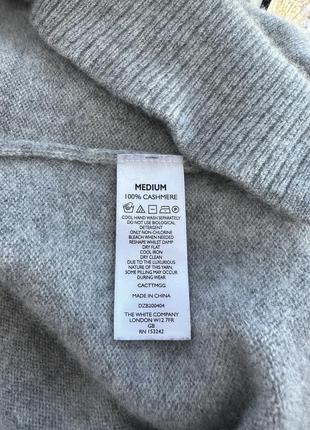 MEDIUM
100% CASHMERE
COOL HAND WASH SEPARATELY
DO NOT USE BIOLOGICAL
DETERGENT
ONLY NON-CHLORINE
BLEACH WHEN NEEDED
RESHAPE WHILST DAMP
DRY FLAT
COOL IRON
DRY CLEAN
DUE TO THE LUXURIOUS
NATURE OF THIS YARN,
SOME PILLING MAY OCCUR
DURING WEAR
CACTTMGG
MADE IN CHINA
DZB200404
THE WHITE COMPANY
LONDON W12 7FR
GB
RN 153242